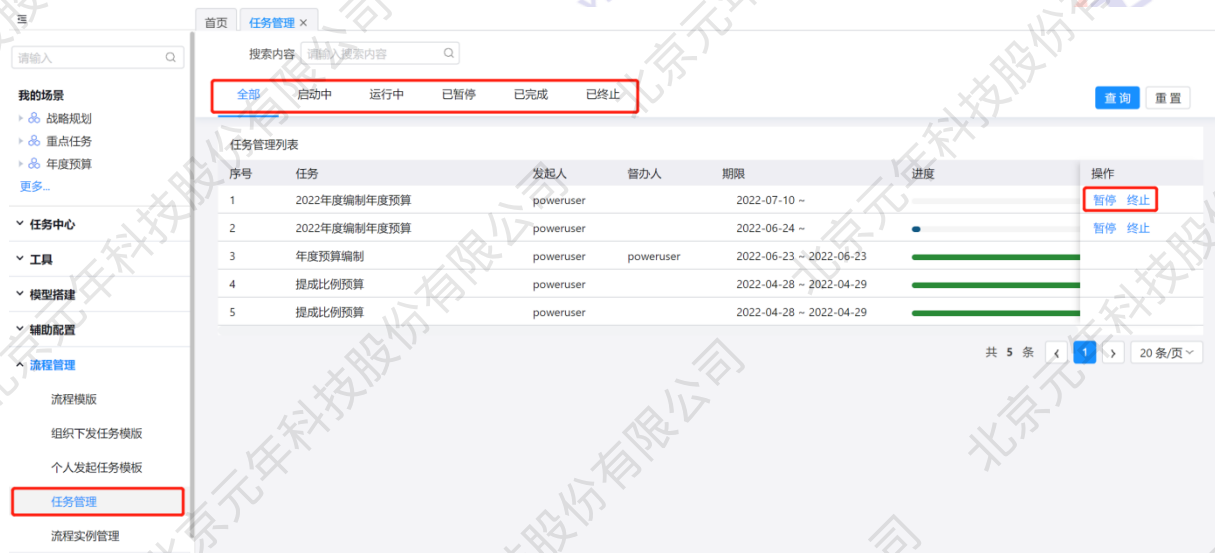 首页 任务管理 ×
请输入
搜索内容 请输入搜索内容
我的场景
战略规划
重点任务
年度预算
更多...
任务中心
工具
模型搭建
辅助配置
流程管理
流程模版
组织下发任务模版
个人发起任务模板
任务管理
流程实例管理
全部 启动中 运行中 已暂停 已完成 已终止
查询 重置
任务管理列表
序号 任务 发起人 督办人 期限 进度 操作
1 2022年度编制年度预算 poweruser 2022-07-10 ~ 暂停 终止
2 2022年度编制年度预算 poweruser 2022-06-24 ~ 暂停 终止
3 年度预算编制 poweruser poweruser 2022-06-23 ~ 2022-06-23
4 提成比例预算 poweruser 2022-04-28 ~ 2022-04-29
5 提成比例预算 poweruser 2022-04-28 ~ 2022-04-29
共 5 条 ‹ 1 › 20 条/页
北京元年科技股份有限公司